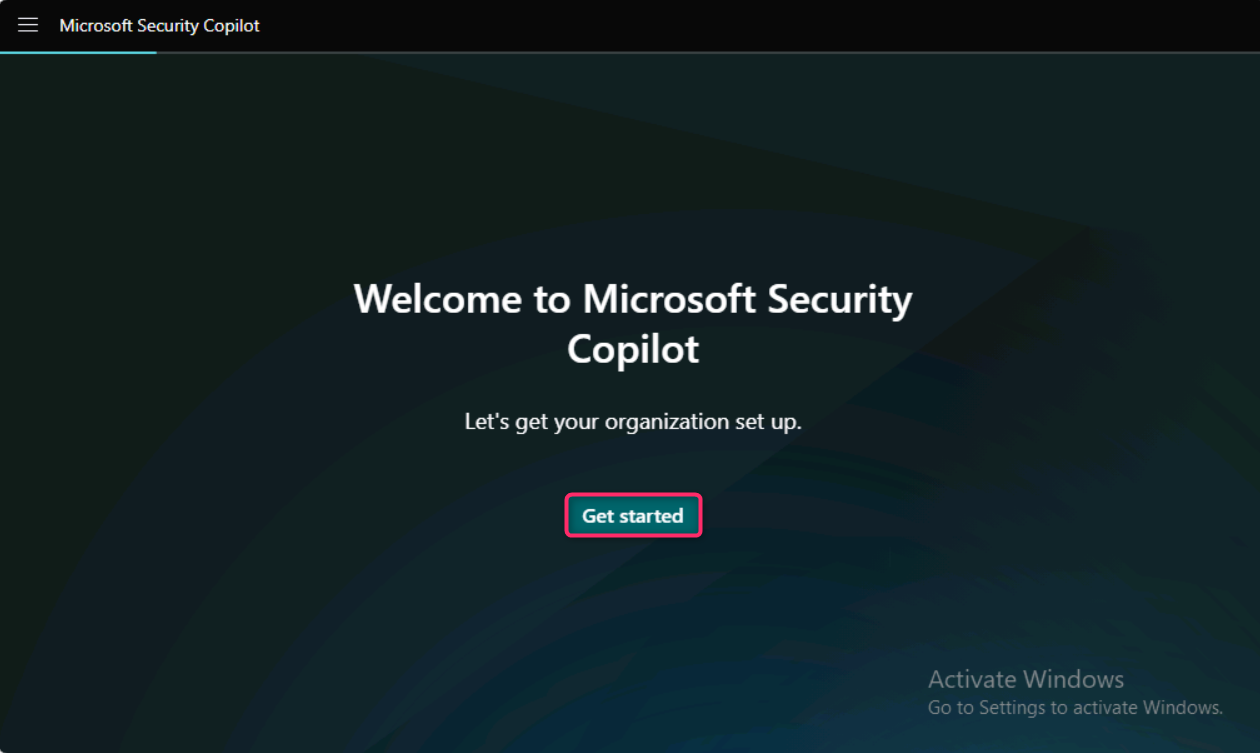 Microsoft Security Copilot
Welcome to Microsoft Security
Copilot
Let's get your organization set up.
Get started
Activate Windows
Go to Settings to activate Windows.